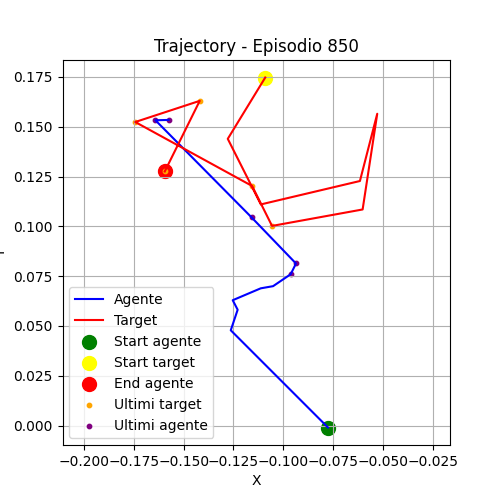 Trajectory - Episodio 850
0.175
0.150
0.125
0.100
0.075
0.050
0.025
0.000
Agente
Target
Start agente
Start target
End agente
Ultimi target
Ultimi agente
−0.200 −0.175 −0.150 −0.125 −0.100 −0.075 −0.050 −0.025
X